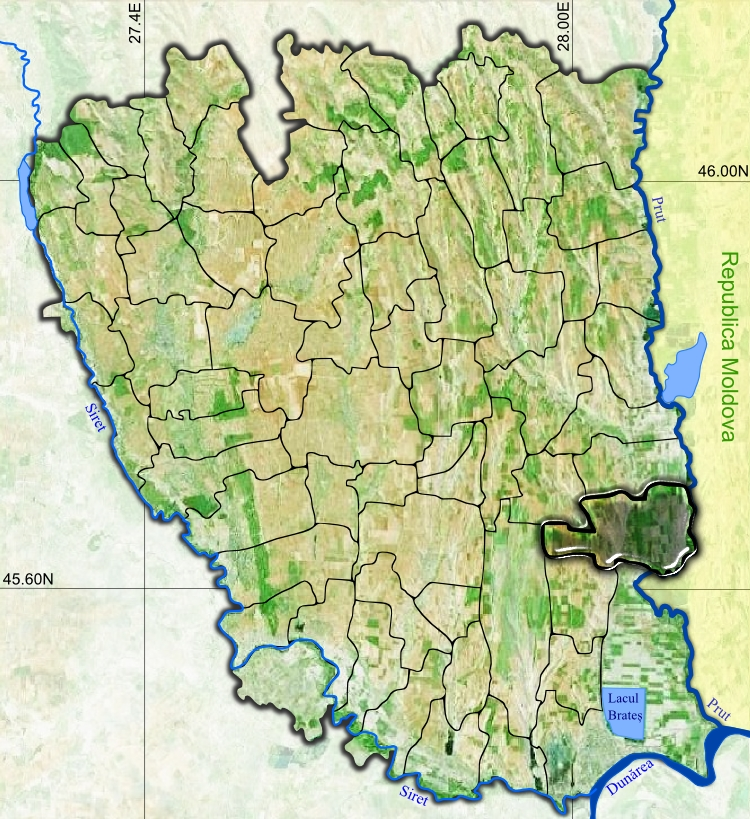 27.4E
28.00E
46.00N
Prut
Republica Moldova
Siret
45.60N
Lacul
Brateș
Prut
Dunărea
Siret